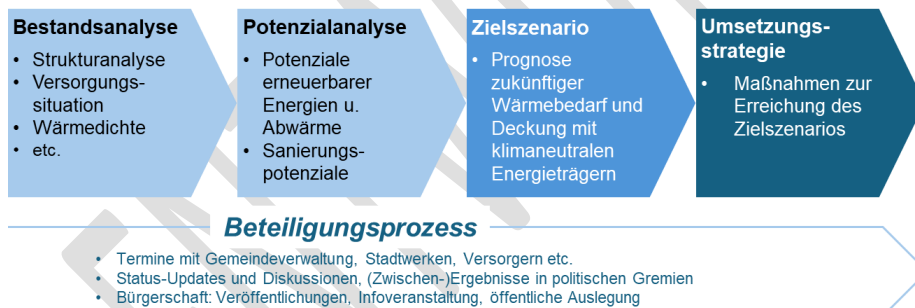 Bestandsanalyse
• Strukturanalyse
• Versorgungs-
situation
• Wärmedichte
• etc.
Potenzialanalyse
• Potenziale
erneuerbarer
Energien u.
Abwärme
• Sanierungs-
potenziale
Zielszenario
• Prognose
zukünftiger
Wärmebedarf und
Deckung mit
klimaneutralen
Energieträgern
Umsetzungs-
strategie
• Maßnahmen zur
Erreichung des
Zielszenarios
Beteiligungsprozess
• Termine mit Gemeindeverwaltung, Stadtwerken, Versorgern etc.
• Status-Updates und Diskussionen, (Zwischen-)Ergebnisse in politischen Gremien
• Bürgerschaft: Veröffentlichungen, Infoveranstaltung, öffentliche Auslegung